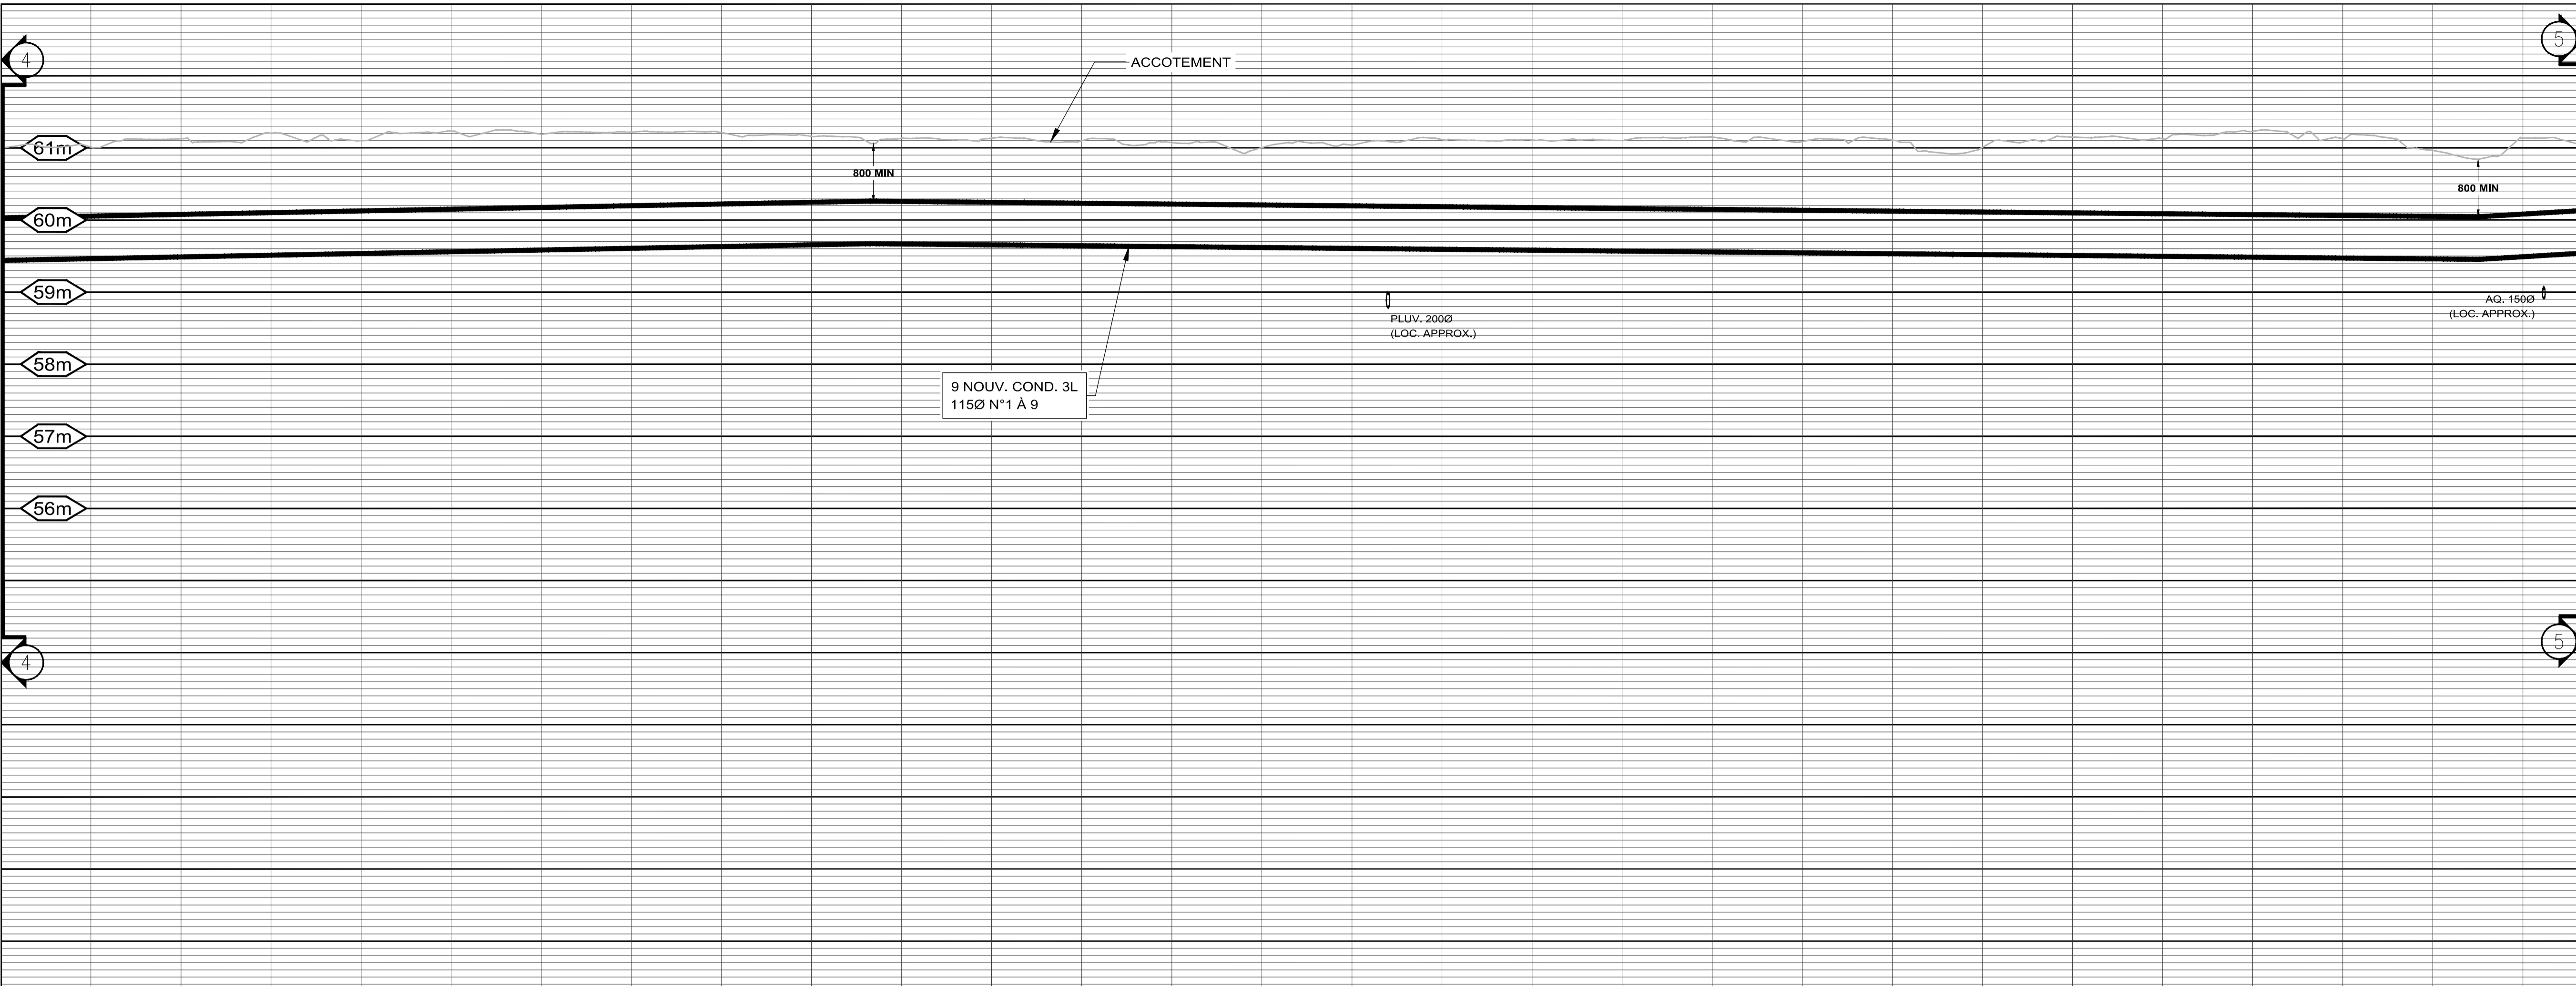 5
4
ACCOTEMENT
61m
800 MIN
800 MIN
60m
59m
AQ. 150Ø
(LOC. APPROX.)
PLUV. 200Ø
(LOC. APPROX.)
58m
9 NOUV. COND. 3L
115Ø N°1 À 9
57m
56m
5
4